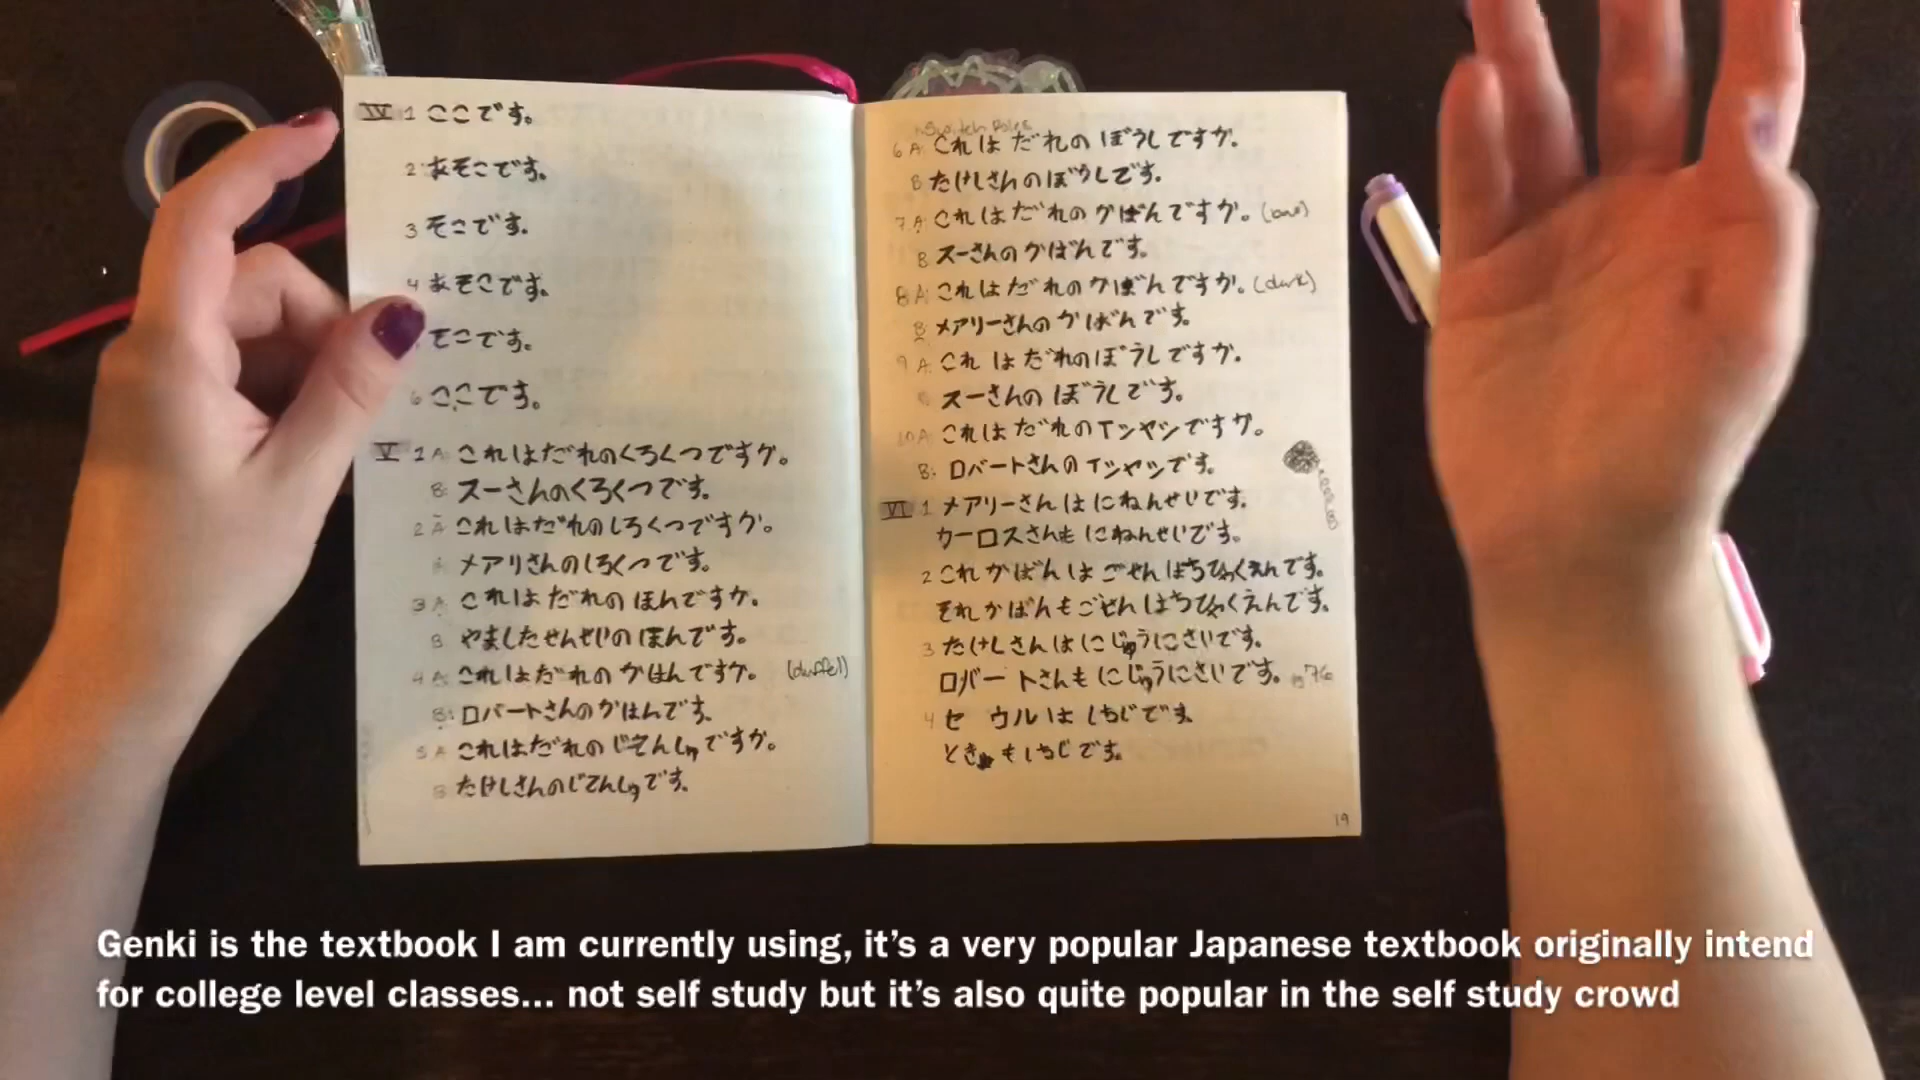 IV 1 ここです。
2 あそこです。
3 そこです。
4 あそこです。
そこです。
6 ここです。
V 1 A: これはだれのくろくつですか。
B: スーさんのくろくつです。
2 A これはだれのしろくつですか。
メアリさんのしろくつです。
3 A: これはだれのほんですか。
B やましたせんせいのほんです。
4 A: これはだれのかばんですか。 (duffel)
B: ロバートさんのかばんです。
5 A これはだれのじてんしゃですか。
B たけしさんのじてんしゃです。
switch Roles
6 A: これはだれのぼうしですか。
B たけしさんのぼうしです。
7 A: これはだれのかばんですか。
B スーさんのかばんです。
8 A: これはだれのかばんですか。 (dark)
B メアリーさんのかばんです。
9 A: これはだれのぼうしですか。
スーさんのぼうしです。
10 A: これはだれのTシャツですか。
B: ロバートさんのTシャツです。
VI 1 メアリーさんはにねんせいです。
カーロスさんもにねんせいです。
2 これかばんはごせんはちひゃくえんです。
それかばんもごせんはちひゃくえんです。
3 たけしさんはにじゅうにさいです。
ロバートさんもにじゅうにさいです。 pg76
4 セ ウルはしちじです。
もしちじです。
19
Genki is the textbook I am currently using, it's a very popular Japanese textbook originally intend
for college level classes... not self study but it's also quite popular in the self study crowd